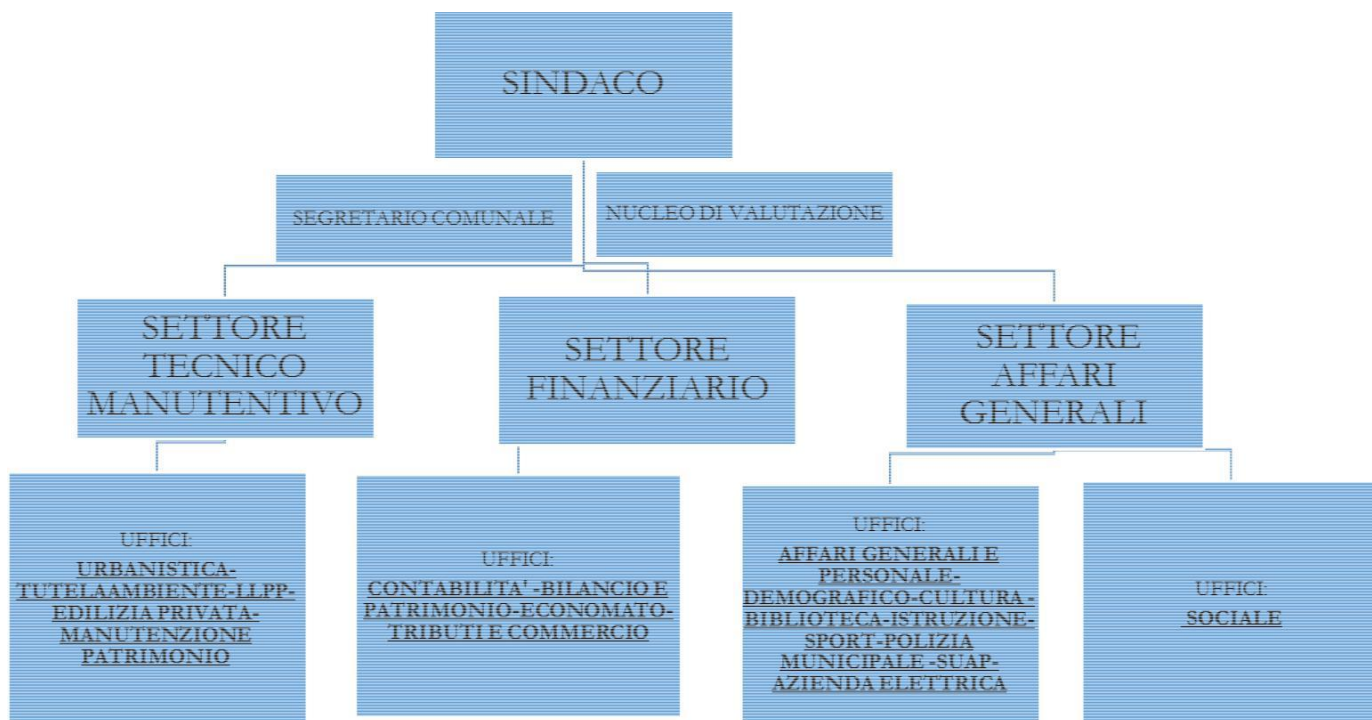 SINDACO
SEGRETARIO COMUNALE
NUCLEO DI VALUTAZIONE
SETTORE
TECNICO
MANUTENTIVO
SETTORE
FINANZIARIO
SETTORE
AFFARI
GENERALI
UFFICI:
URBANISTICA-
TUTELAAMBIENTE-LLPP-
EDILIZIA PRIVATA-
MANUTENZIONE
PATRIMONIO
UFFICI:
CONTABILITA' -BILANCIO E
PATRIMONIO-ECONOMATO-
TRIBUTI E COMMERCIO
UFFICI:
AFFARI GENERALI E
PERSONALE-
DEMOGRAFICO-CULTURA -
BIBLIOTECA-ISTRUZIONE-
SPORT-POLIZIA
MUNICIPALE -SUAP-
AZIENDA ELETTRICA
UFFICI:
SOCIALE